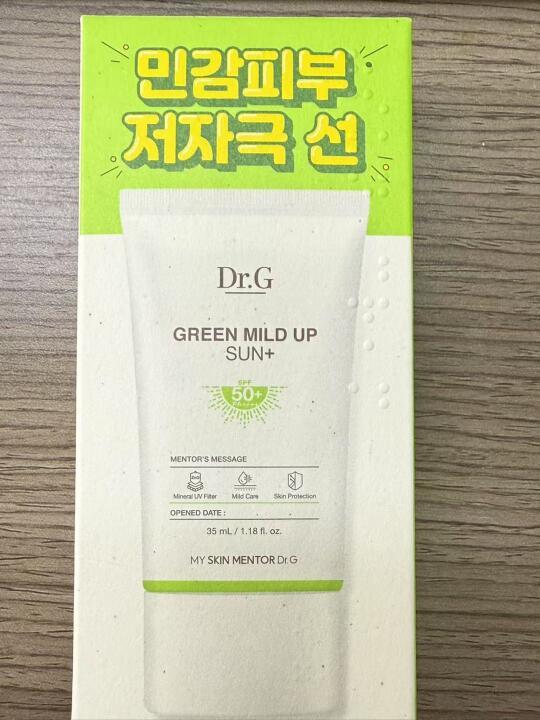 민감피부
저자극 선
Dr.G
GREEN MILD UP
SUN+
SPF
50+
PA++++
MENTOR'S MESSAGE
Mineral UV Filter
Mild Care
Skin Protection
OPENED DATE :
35 mL / 1.18 fl. oz.
MY SKIN MENTOR Dr.G